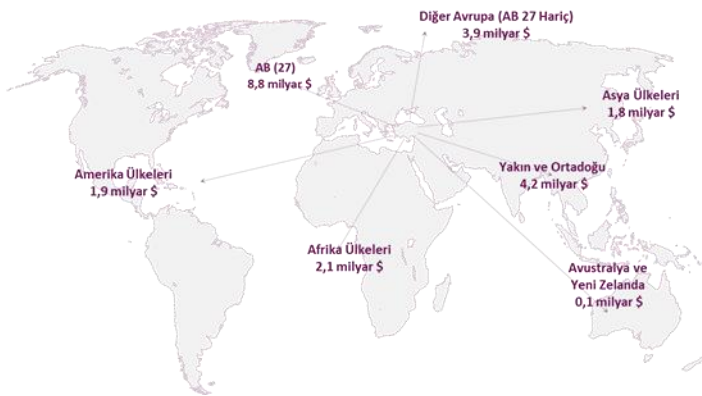 Diğer Avrupa (AB 27 Hariç)
3,9 milyar $
AB (27)
8,8 milyar $
Asya Ülkeleri
1,8 milyar $
Amerika Ülkeleri
1,9 milyar $
Yakın ve Ortadoğu
4,2 milyar $
Afrika Ülkeleri
2,1 milyar $
Avustralya ve
Yeni Zelanda
0,1 milyar $